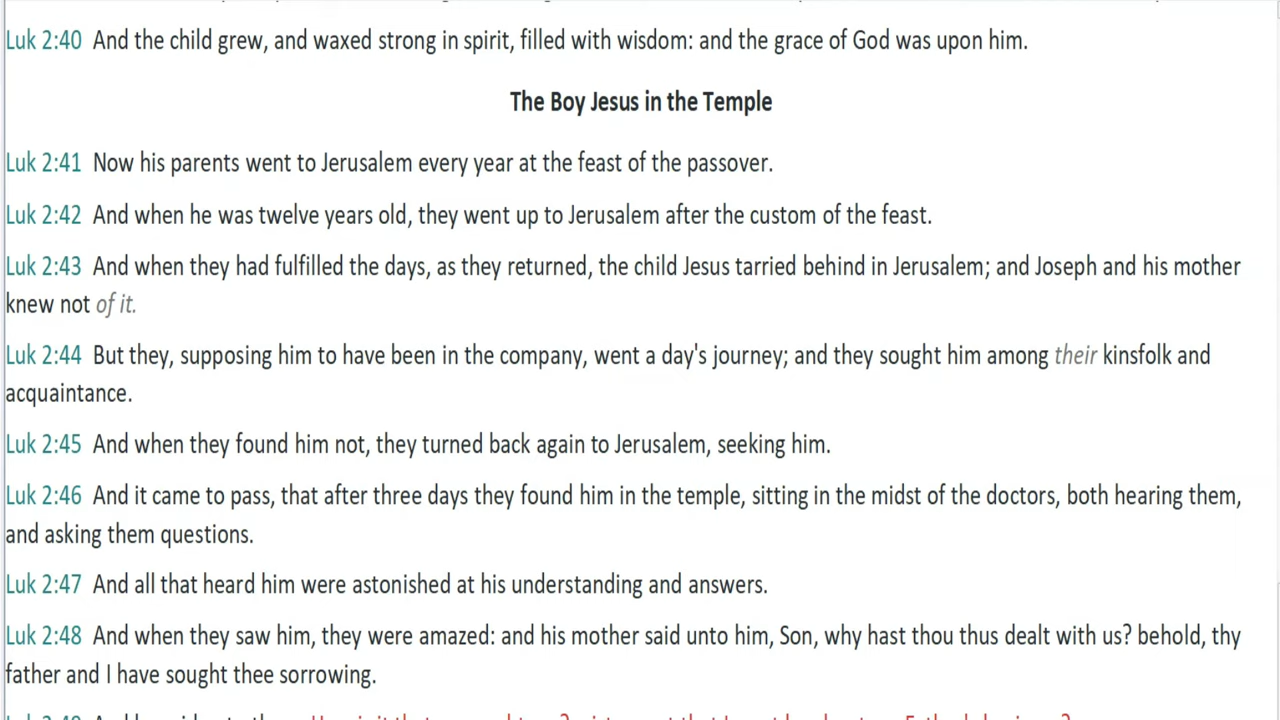 Luk 2:40 And the child grew, and waxed strong in spirit, filled with wisdom: and the grace of God was upon him.
The Boy Jesus in the Temple
Luk 2:41 Now his parents went to Jerusalem every year at the feast of the passover.
Luk 2:42 And when he was twelve years old, they went up to Jerusalem after the custom of the feast.
Luk 2:43 And when they had fulfilled the days, as they returned, the child Jesus tarried behind in Jerusalem; and Joseph and his mother
knew not of it.
Luk 2:44 But they, supposing him to have been in the company, went a day's journey; and they sought him among their kinsfolk and
acquaintance.
Luk 2:45 And when they found him not, they turned back again to Jerusalem, seeking him.
Luk 2:46 And it came to pass, that after three days they found him in the temple, sitting in the midst of the doctors, both hearing them,
and asking them questions.
Luk 2:47 And all that heard him were astonished at his understanding and answers.
Luk 2:48 And when they saw him, they were amazed: and his mother said unto him, Son, why hast thou thus dealt with us? behold, thy
father and I have sought thee sorrowing.